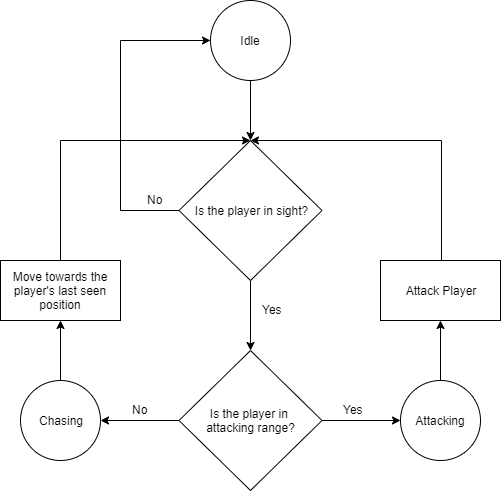 Idle
No
Is the player in sight?
Move towards the
player's last seen
position
Attack Player
Yes
Chasing
No
Is the player in
attacking range?
Yes
Attacking